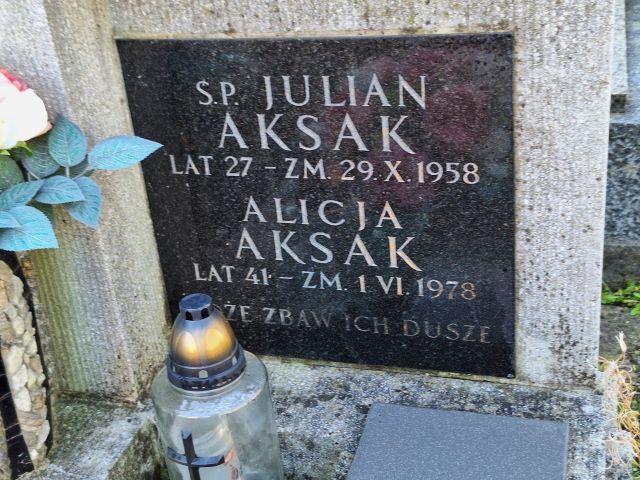 Ś.P. JULIAN
AKSAK
LAT 27 - ZM. 29.X.1958
ALICJA
AKSAK
LAT 41 - ZM. 1 VI. 1978
ZBAW ICH DUSZE